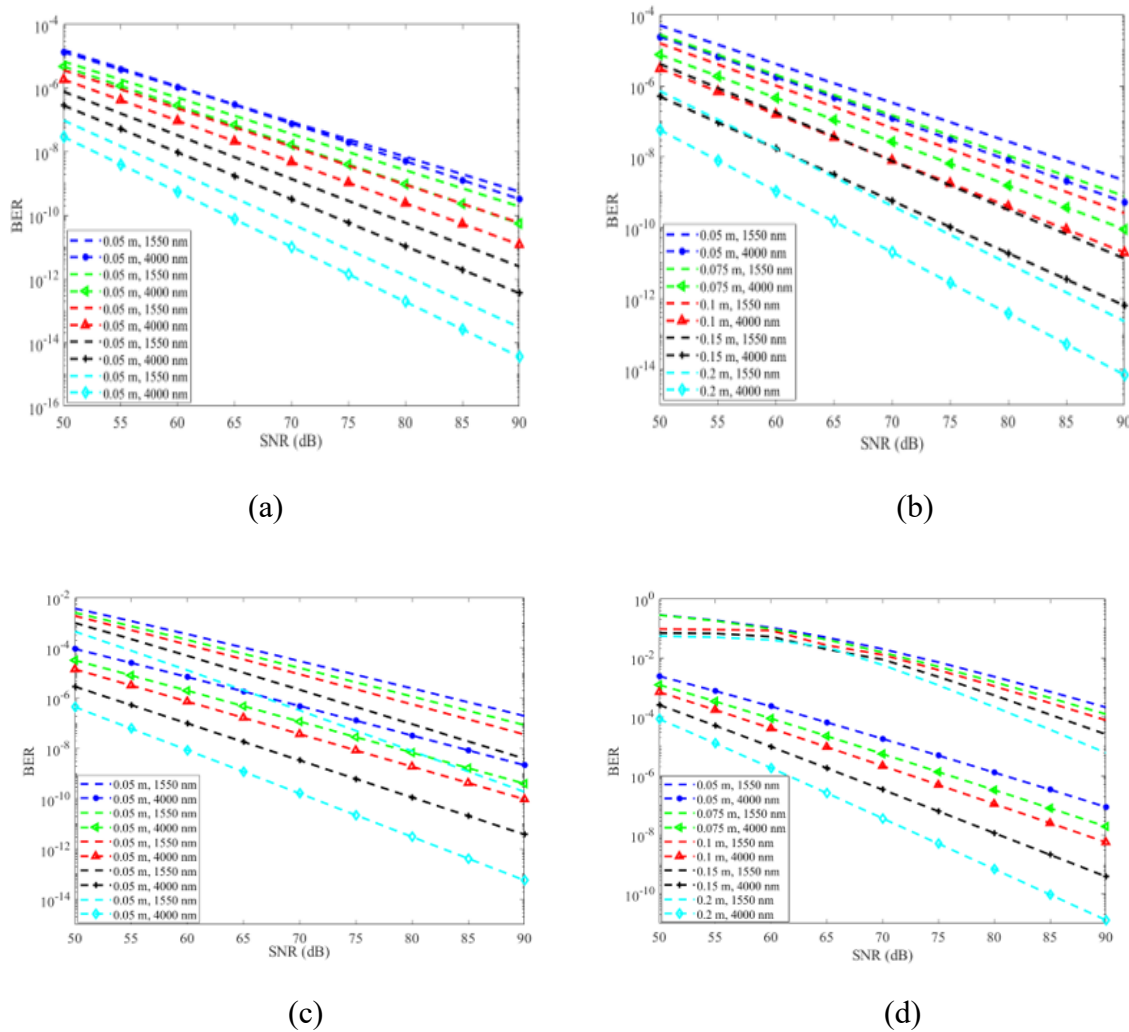 10^-4
10^-6
10^-8
10^-10
10^-12
10^-14
10^-16
BER
0.05 m, 1550 nm
0.05 m, 4000 nm
0.05 m, 1550 nm
0.05 m, 4000 nm
0.05 m, 1550 nm
0.05 m, 4000 nm
0.05 m, 1550 nm
0.05 m, 4000 nm
0.05 m, 1550 nm
0.05 m, 4000 nm
50 55 60 65 70 75 80 85 90
SNR (dB)
(a)
10^-4
10^-6
10^-8
10^-10
10^-12
10^-14
BER
0.05 m, 1550 nm
0.05 m, 4000 nm
0.075 m, 1550 nm
0.075 m, 4000 nm
0.1 m, 1550 nm
0.1 m, 4000 nm
0.15 m, 1550 nm
0.15 m, 4000 nm
0.2 m, 1550 nm
0.2 m, 4000 nm
50 55 60 65 70 75 80 85 90
SNR (dB)
(b)
10^-2
10^-4
10^-6
10^-8
10^-10
10^-12
10^-14
BER
0.05 m, 1550 nm
0.05 m, 4000 nm
0.05 m, 1550 nm
0.05 m, 4000 nm
0.05 m, 1550 nm
0.05 m, 4000 nm
0.05 m, 1550 nm
0.05 m, 4000 nm
0.05 m, 1550 nm
0.05 m, 4000 nm
50 55 60 65 70 75 80 85 90
SNR (dB)
(c)
10^0
10^-2
10^-4
10^-6
10^-8
10^-10
BER
0.05 m, 1550 nm
0.05 m, 4000 nm
0.075 m, 1550 nm
0.075 m, 4000 nm
0.1 m, 1550 nm
0.1 m, 4000 nm
0.15 m, 1550 nm
0.15 m, 4000 nm
0.2 m, 1550 nm
0.2 m, 4000 nm
50 55 60 65 70 75 80 85 90
SNR (dB)
(d)